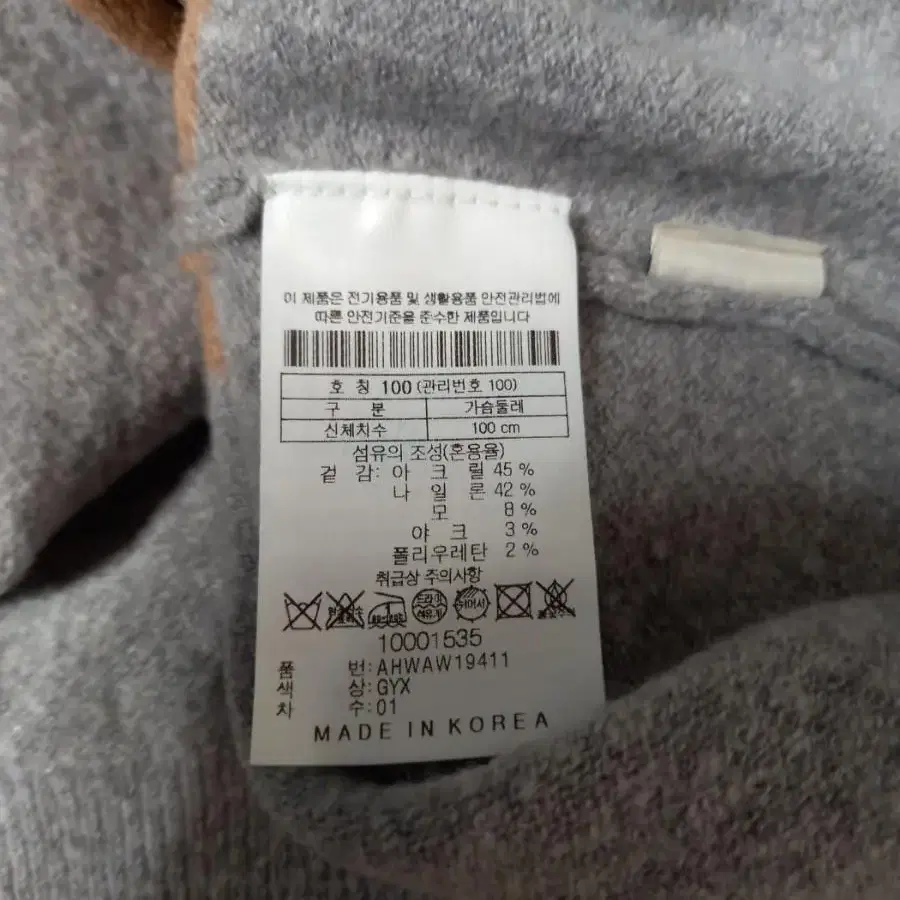 이 제품은 전기용품 및 생활용품 안전관리법에
따른 안전기준을 준수한 제품입니다
호 칭 100 (관리번호 100)
구 분 가슴둘레
신체치수 100 cm
섬유의 조성(혼용율)
겉 감: 아 크 릴 45 %
나 일 론 42 %
모 8 %
야 크 3 %
폴리우레탄 2 %
취급상 주의사항
드라이
10001535
품 번: AHWAW19411
색 상: GYX
차 수: 01
MADE IN KOREA